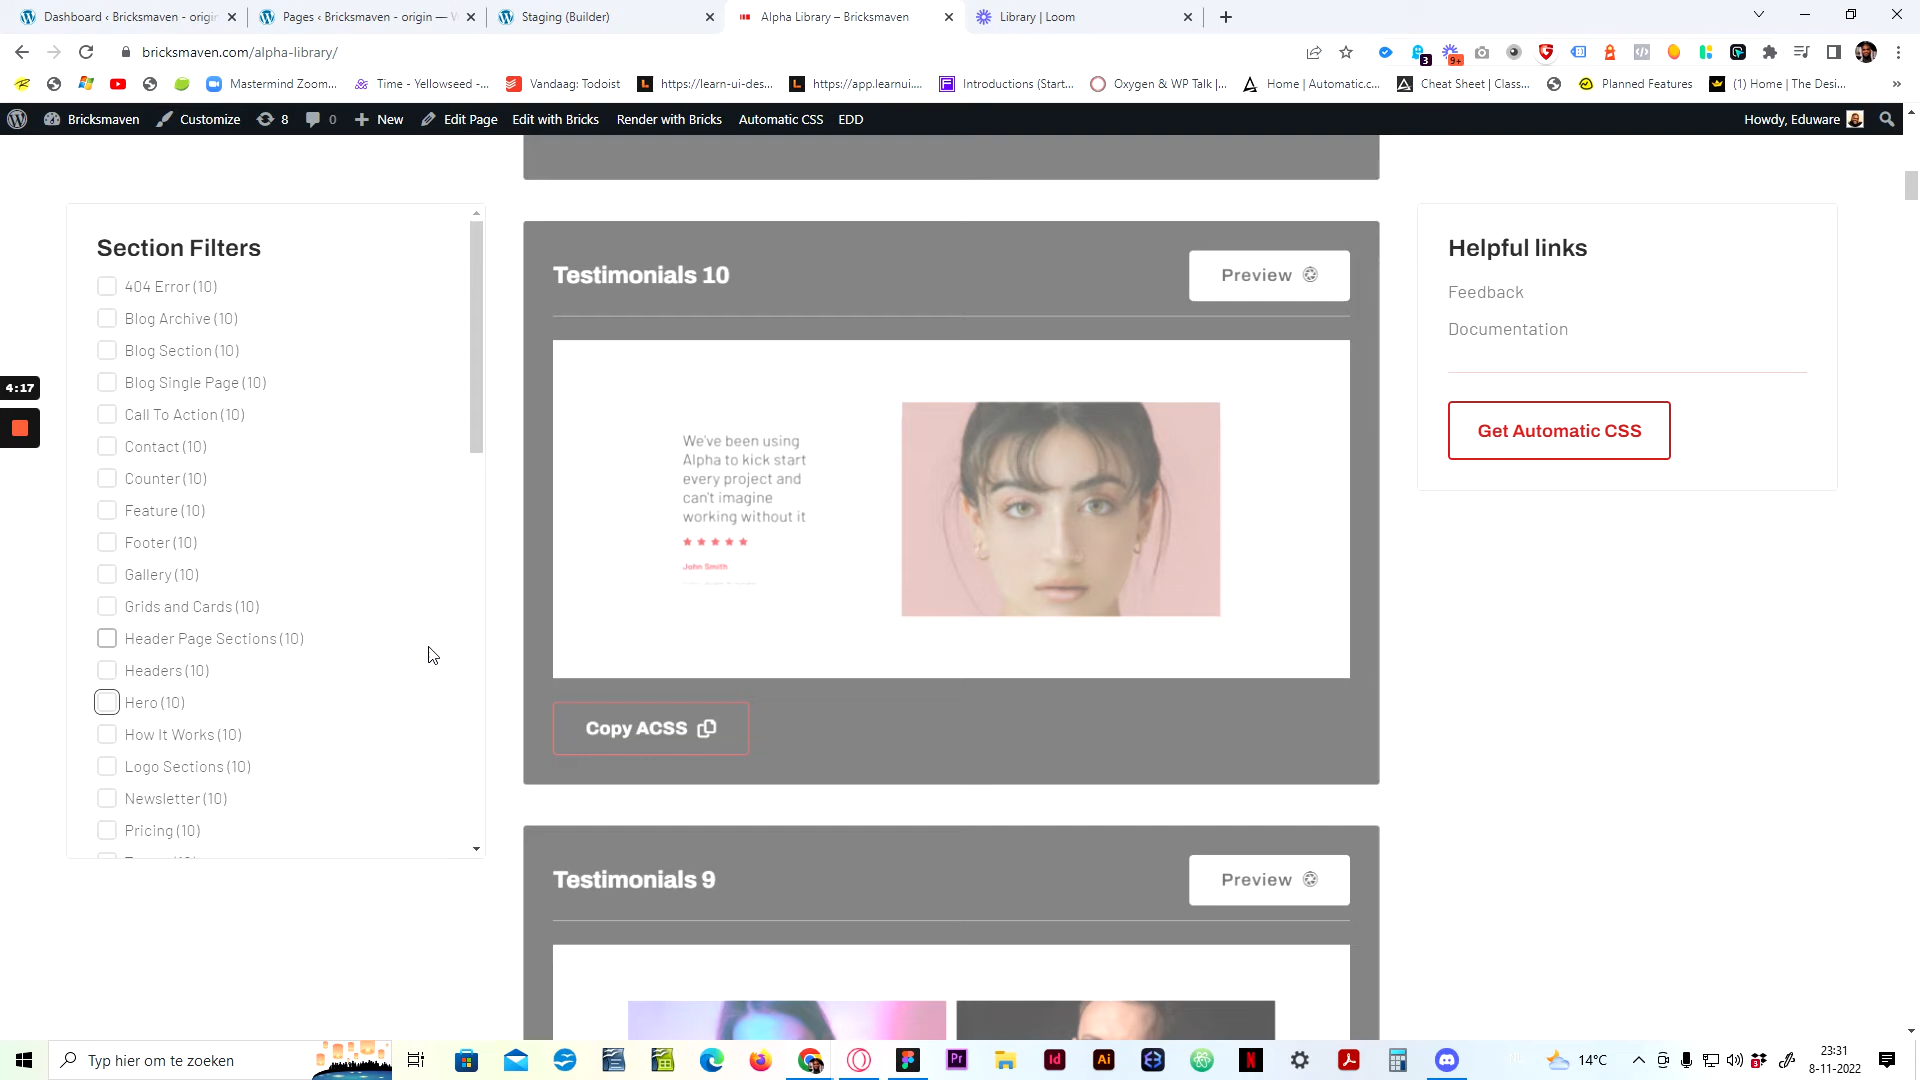 Dashboard ‹ Bricksmaven - origin
Pages ‹ Bricksmaven - origin — W
Staging (Builder)
Alpha Library – Bricksmaven
Library | Loom
bricksmaven.com/alpha-library/
3
9+
Mastermind Zoom...
Time - Yellowseed -...
Vandaag: Todoist
https://learn-ui-des...
https://app.learnui....
Introductions (Start...
Oxygen & WP Talk |...
Home | Automatic.c...
Cheat Sheet | Class...
Planned Features
(1) Home | The Desi...
Bricksmaven
Customize
8
0
New
Edit Page
Edit with Bricks
Render with Bricks
Automatic CSS
EDD
Howdy, Eduware
Section Filters
404 Error (10)
Blog Archive (10)
Blog Section (10)
Blog Single Page (10)
Call To Action (10)
Contact (10)
Counter (10)
Feature (10)
Footer (10)
Gallery (10)
Grids and Cards (10)
Header Page Sections (10)
Headers (10)
Hero (10)
How It Works (10)
Logo Sections (10)
Newsletter (10)
Pricing (10)
4:17
Testimonials 10
Preview
We've been using
Alpha to kick start
every project and
can't imagine
working without it
John Smith
Copy ACSS
Testimonials 9
Preview
Helpful links
Feedback
Documentation
Get Automatic CSS
Typ hier om te zoeken
Pr
Id
Ai
N
14°C
23:31
8-11-2022